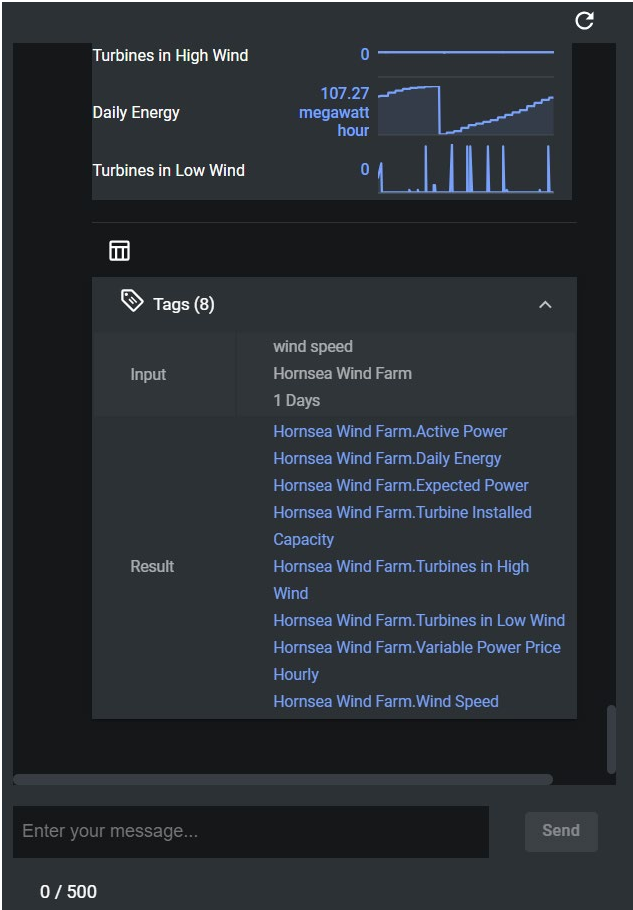 Turbines in High Wind 0
Daily Energy 107.27 megawatt hour
Turbines in Low Wind 0
Tags (8)
Input
wind speed
Hornsea Wind Farm
1 Days
Result
Hornsea Wind Farm.Active Power
Hornsea Wind Farm.Daily Energy
Hornsea Wind Farm.Expected Power
Hornsea Wind Farm.Turbine Installed
Capacity
Hornsea Wind Farm.Turbines in High
Wind
Hornsea Wind Farm.Turbines in Low Wind
Hornsea Wind Farm.Variable Power Price
Hourly
Hornsea Wind Farm.Wind Speed
Enter your message...
Send
0 / 500